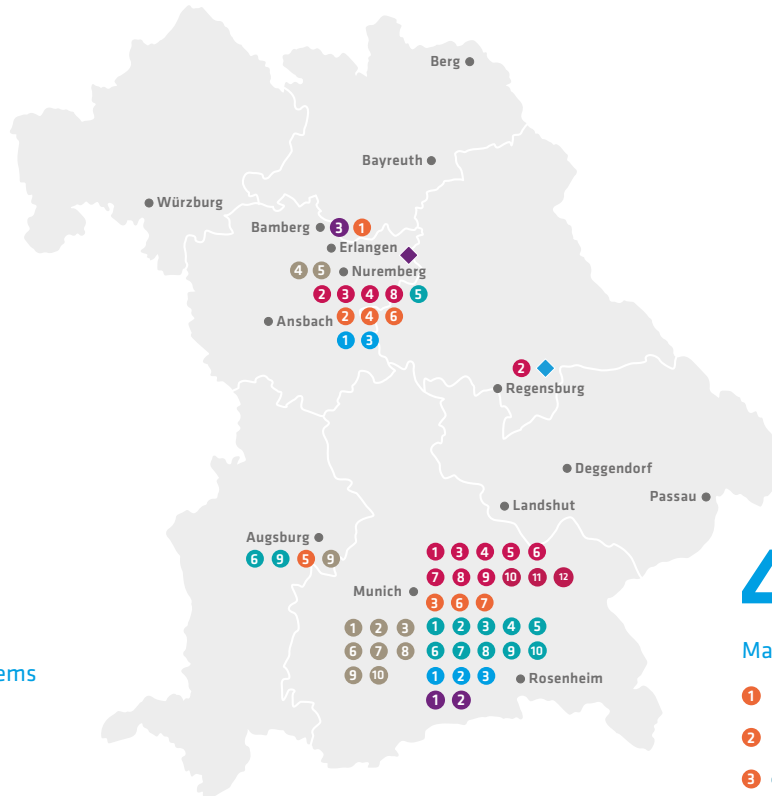 Berg
Bayreuth
Würzburg
Bamberg 3 1
Erlangen
4 5 Nuremberg
2 3 4 8 5
Ansbach 2 4 6
1 3
2
Regensburg
Deggendorf
Passau
Landshut
Augsburg
6 9 5 9
1 3 4 5 6
7 8 9 10 11 12
Munich
3 6 7
1 2 3 1 2 3 4 5
6 7 8 6 7 8 9 10
9 10 1 2 3
Rosenheim
1 2
ems
Ma
1
2
3